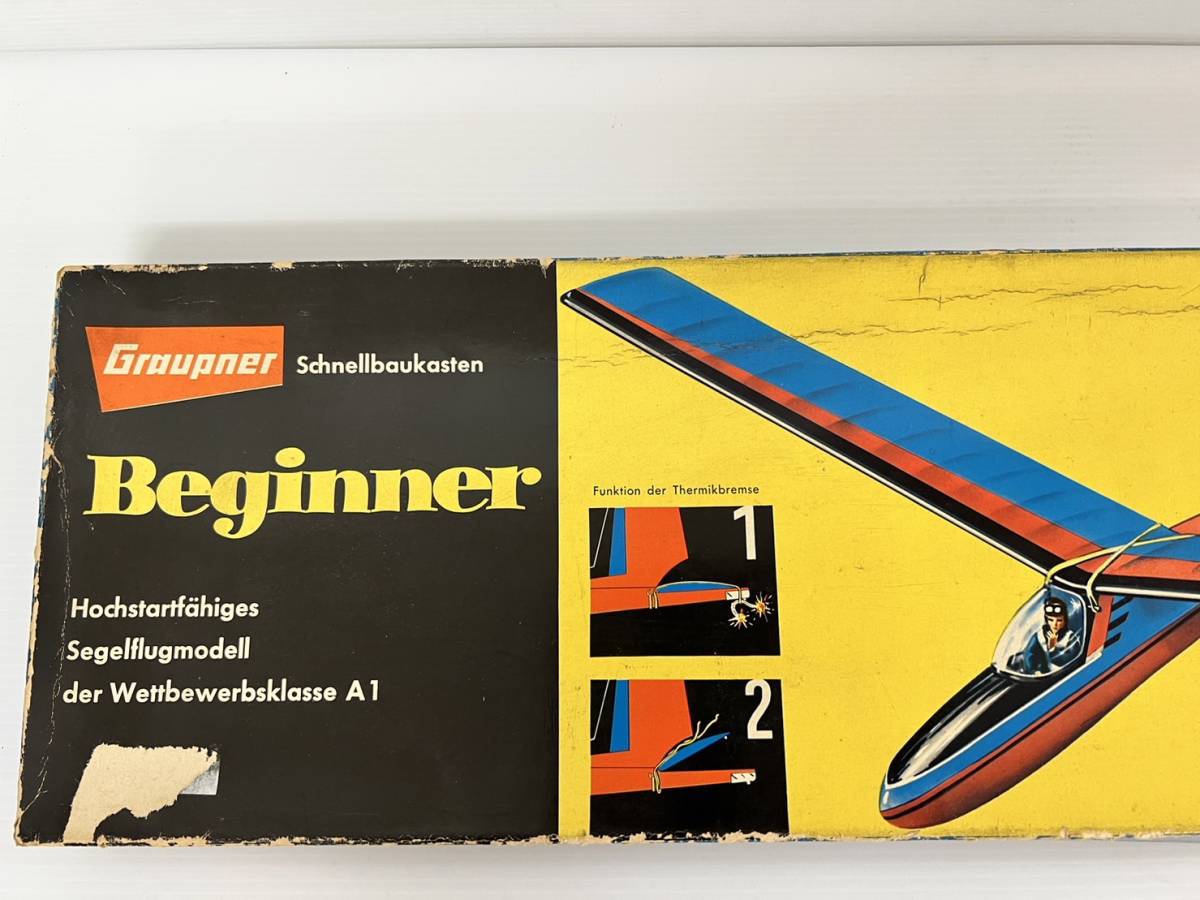 Graupner Schnellbaukasten
Beginner
Hochstartfähiges
Segelflugmodell
der Wettbewerbsklasse A1
Funktion der Thermikbremse
1
2